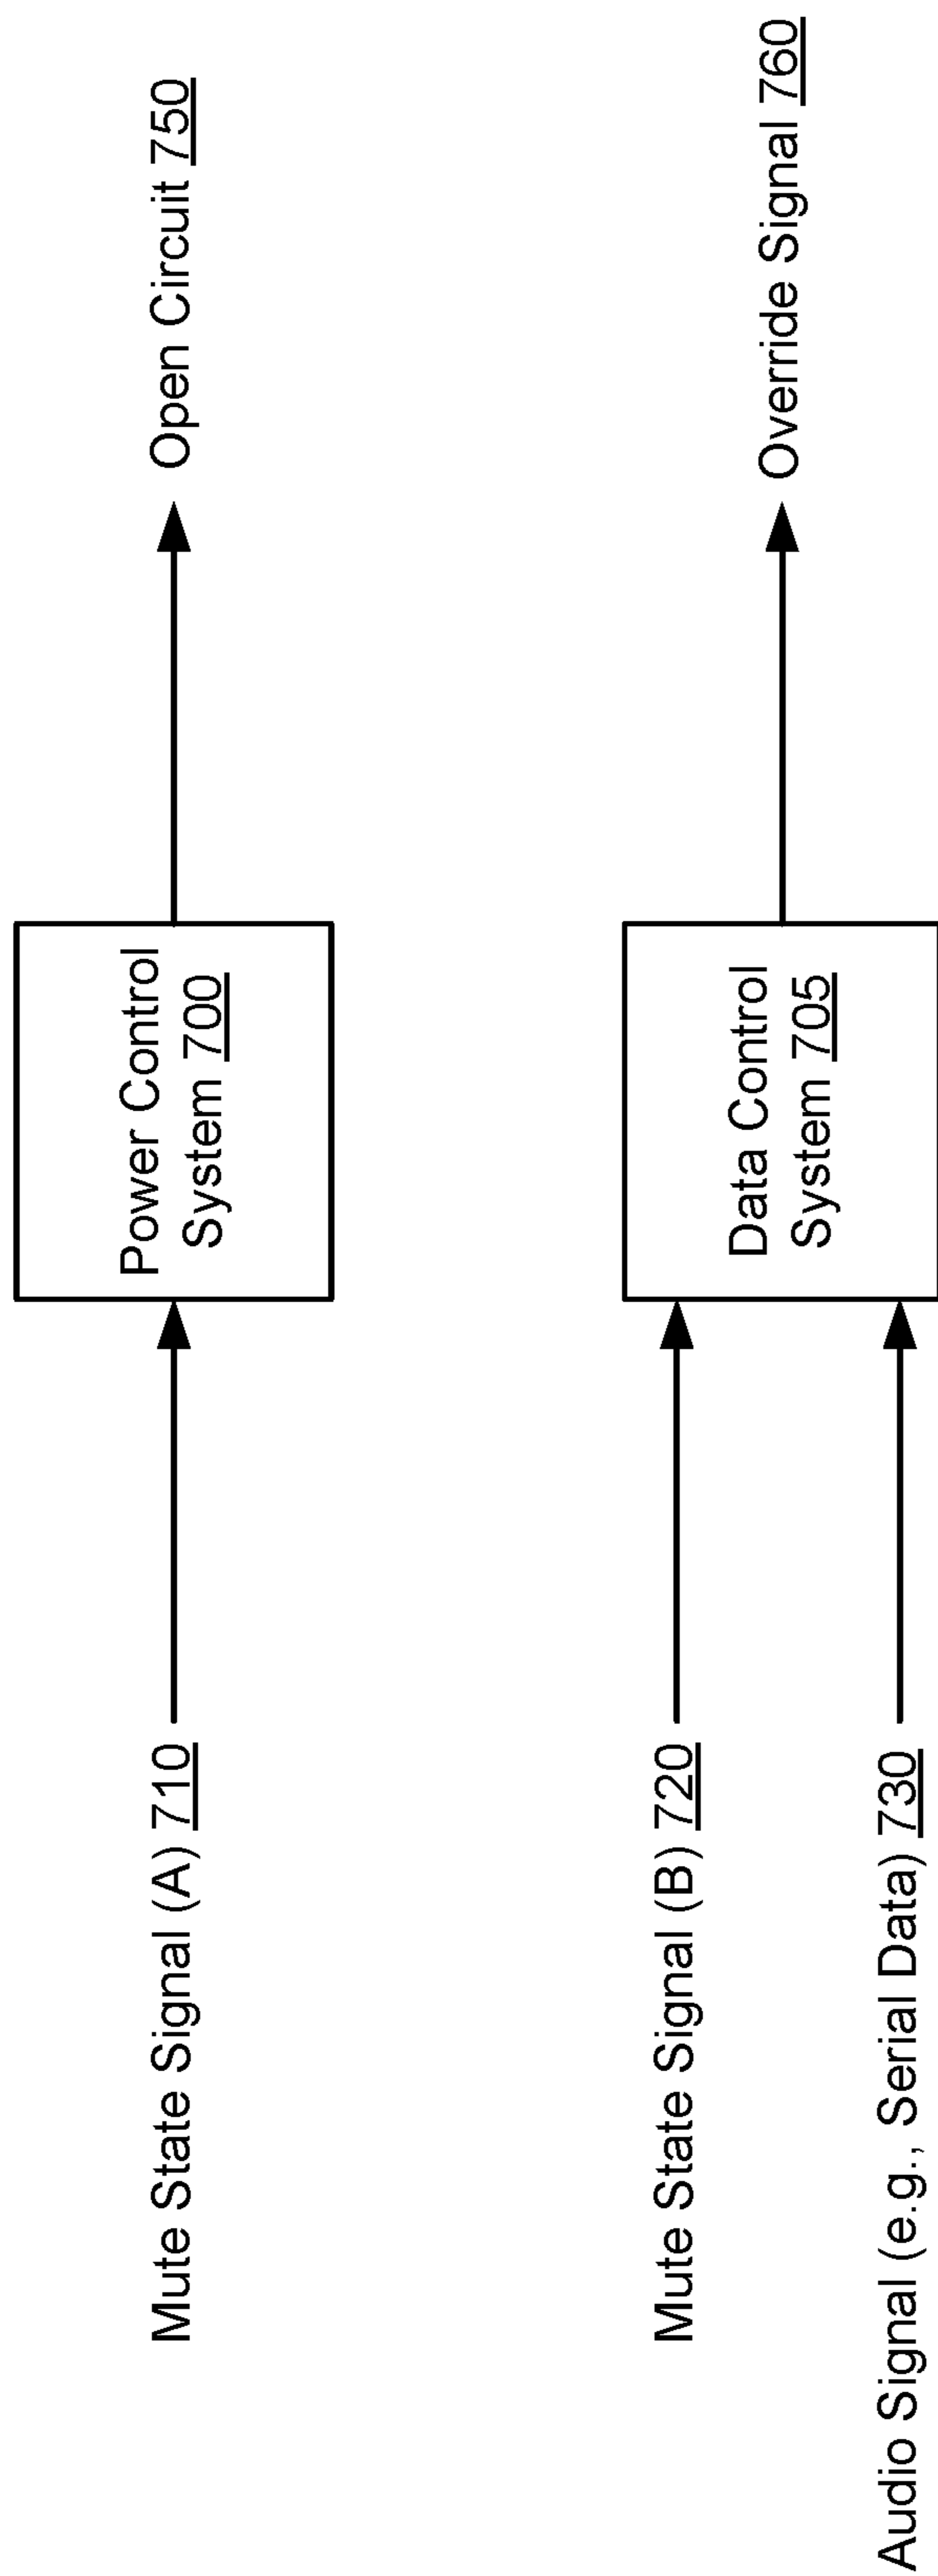 Mute State Signal (A) 710
Power Control
System 700
Open Circuit 750
Mute State Signal (B) 720
Audio Signal (e.g., Serial Data) 730
Data Control
System 705
Override Signal 760